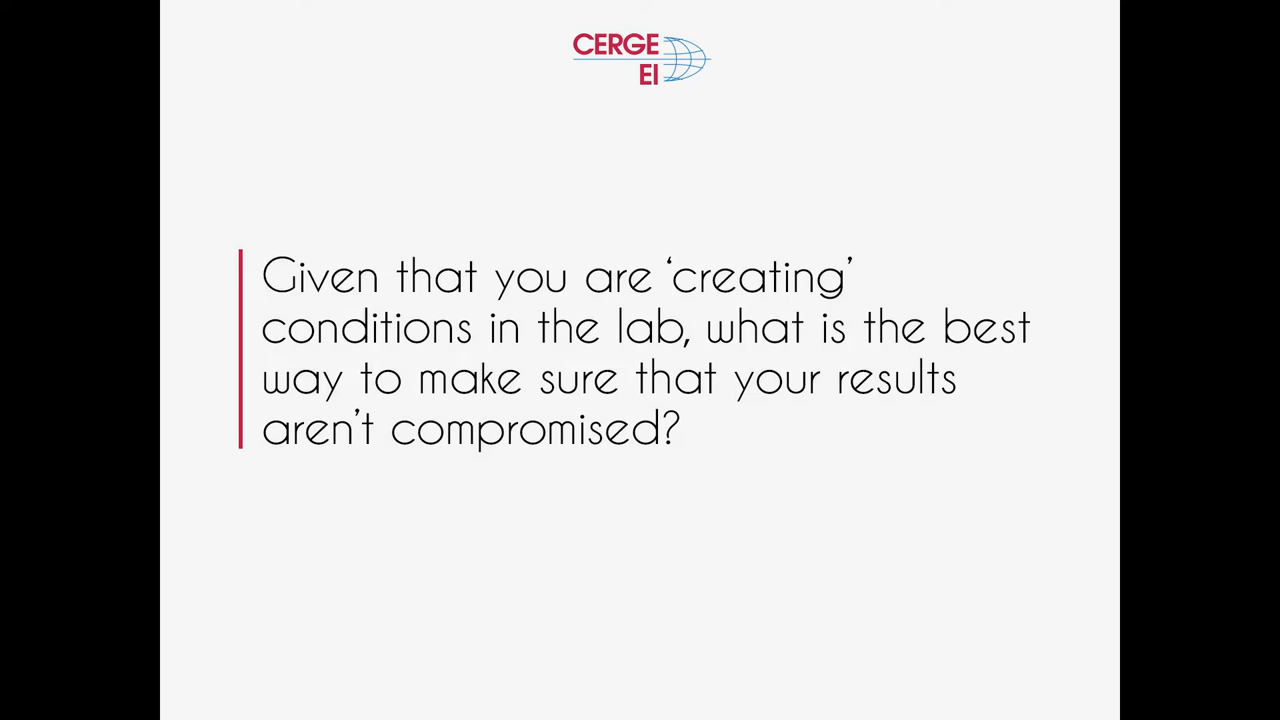 CERGE
EI
Given that you are ‘creating’
conditions in the lab, what is the best
way to make sure that your results
aren’t compromised?